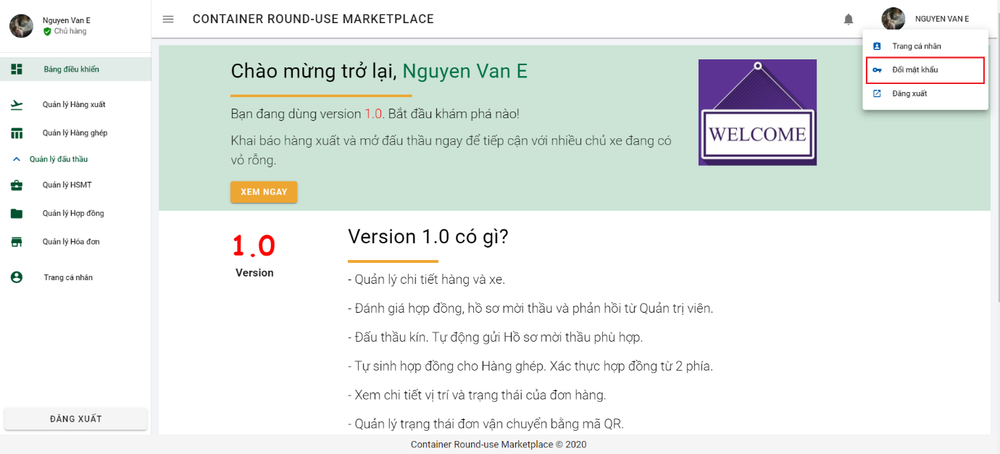 Nguyen Van E
Chủ hàng
Bảng điều khiển
Quản lý Hàng xuất
Quản lý Hàng ghép
Quản lý đấu thầu
Quản lý HSMT
Quản lý Hợp đồng
Quản lý Hóa đơn
Trang cá nhân
ĐĂNG XUẤT
CONTAINER ROUND-USE MARKETPLACE
NGUYEN VAN E
Trang cá nhân
Đổi mật khẩu
Đăng xuất
Chào mừng trở lại, Nguyen Van E
Bạn đang dùng version 1.0. Bắt đầu khám phá nào!
Khai báo hàng xuất và mở đấu thầu ngay để tiếp cận với nhiều chủ xe đang có
vỏ rỗng.
XEM NGAY
WELCOME
1.0
Version
Version 1.0 có gì?
- Quản lý chi tiết hàng và xe.
- Đánh giá hợp đồng, hồ sơ mời thầu và phản hồi từ Quản trị viên.
- Đấu thầu kín. Tự động gửi Hồ sơ mời thầu phù hợp.
- Tự sinh hợp đồng cho Hàng ghép. Xác thực hợp đồng từ 2 phía.
- Xem chi tiết vị trí và trạng thái của đơn hàng.
- Quản lý trạng thái đơn vận chuyển bằng mã QR.
Container Round-use Marketplace © 2020